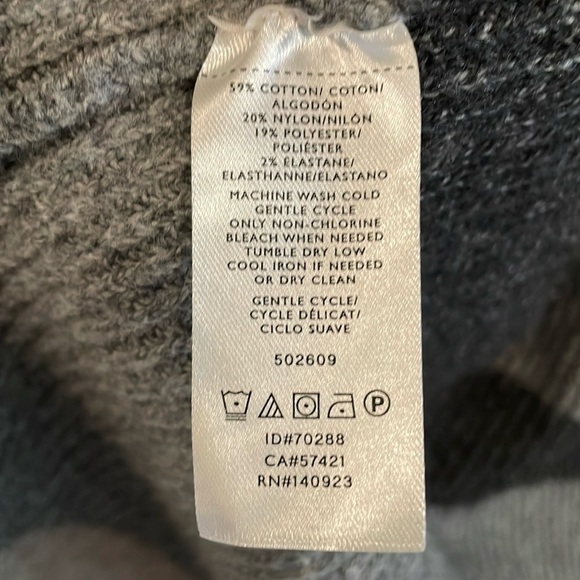 59% COTTON/ COTON/
ALGODÓN
20% NYLON/NILÓN
19% POLYESTER/
POLIÉSTER
2% ELASTANE/
ELASTHANNE/ELASTANO
MACHINE WASH COLD
GENTLE CYCLE
ONLY NON-CHLORINE
BLEACH WHEN NEEDED
TUMBLE DRY LOW
COOL IRON IF NEEDED
OR DRY CLEAN
GENTLE CYCLE/
CYCLE DÉLICAT/
CICLO SUAVE
502609
P
ID#70288
CA#57421
RN#140923